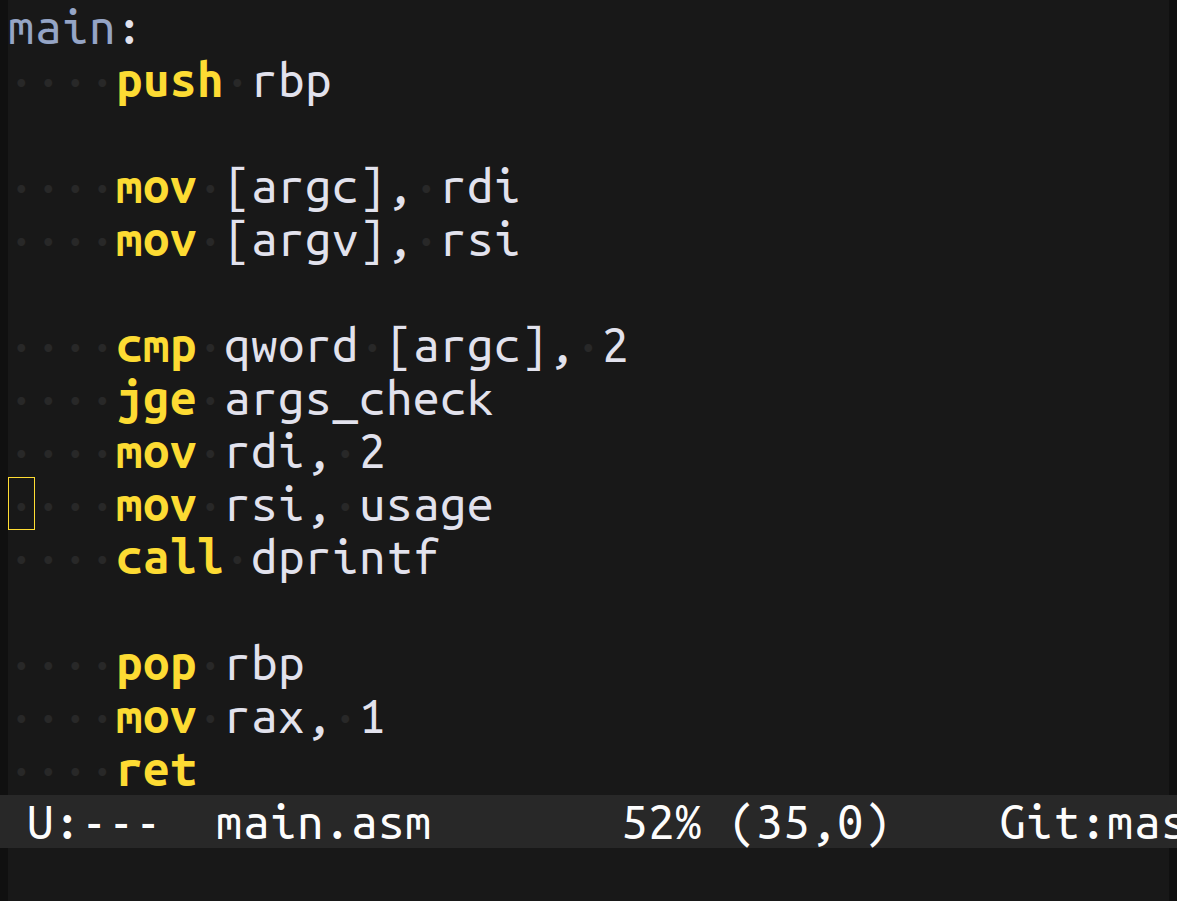 main:
push rbp
mov [argc], rdi
mov [argv], rsi
cmp qword [argc], 2
jge args_check
mov rdi, 2
mov rsi, usage
call dprintf
pop rbp
mov rax, 1
ret
U:--- main.asm 52% (35,0) Git:mas